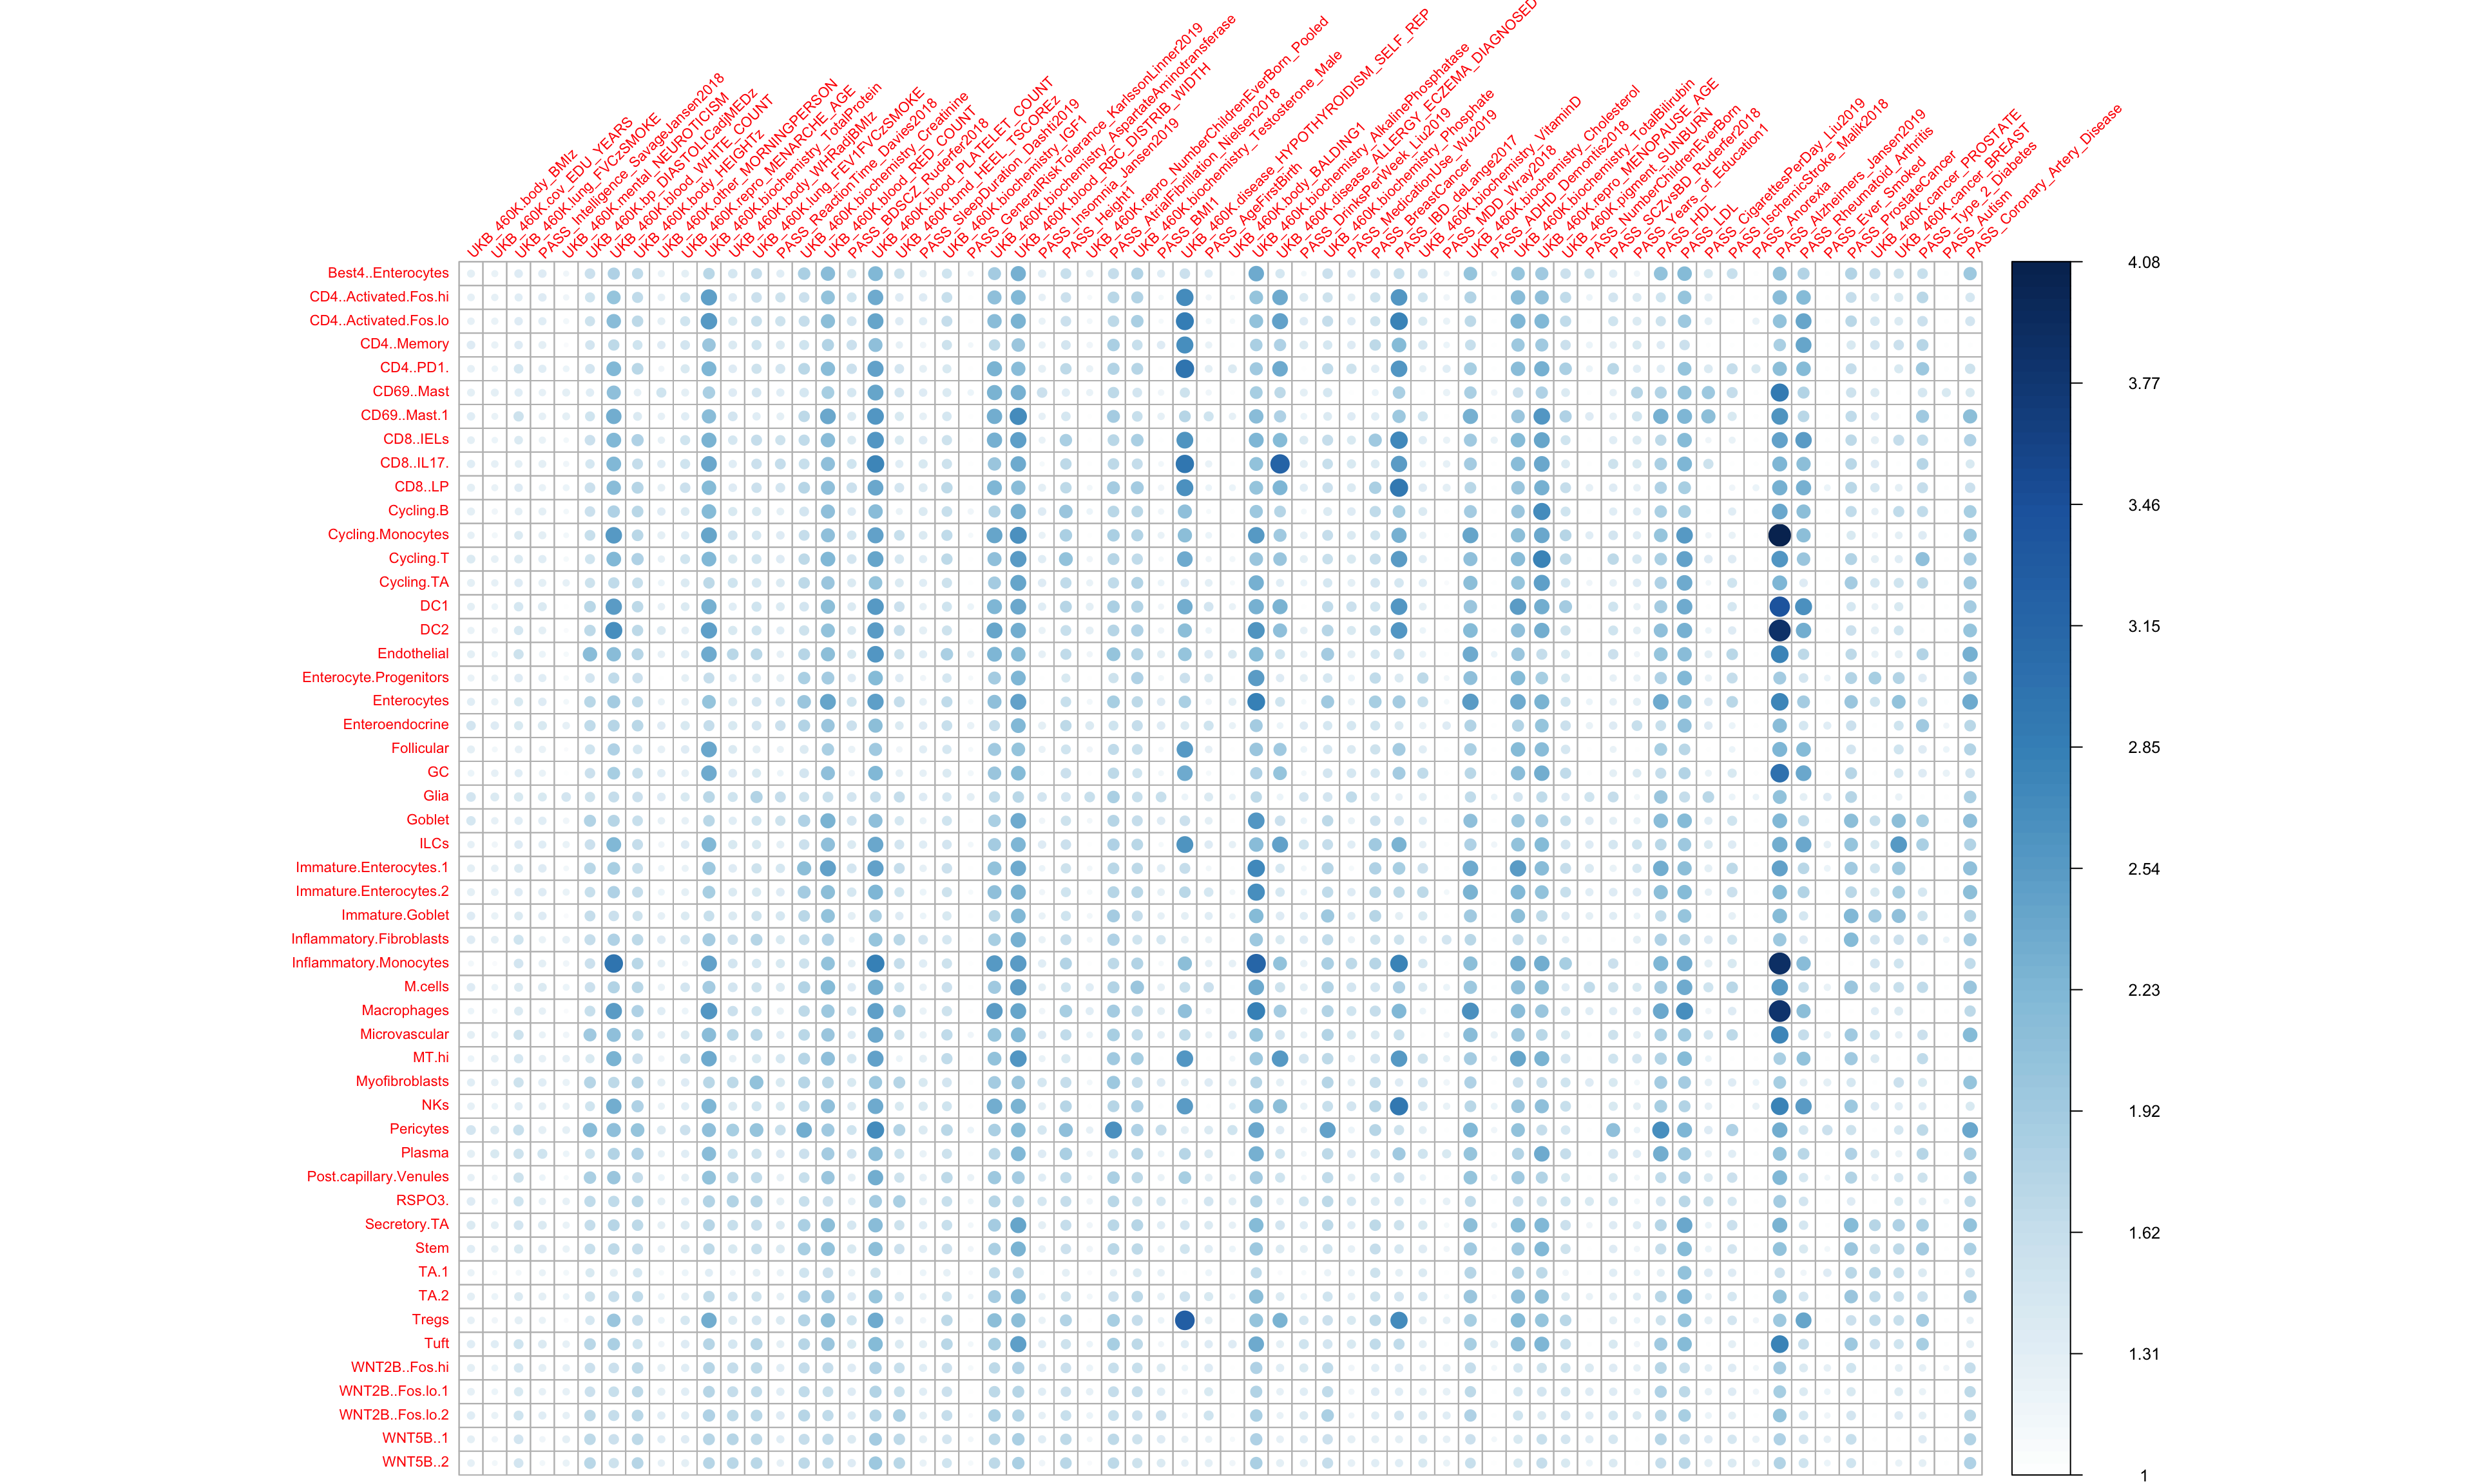 UKB_460K.body_BMIz
UKB_460K.cov_EDU_YEARS
UKB_460K.lung_FVCzSMOKE
PASS_Intelligence_SavageJansen2018
UKB_460K.mental_NEUROTICISM
UKB_460K.bp_DIASTOLICadjMEDz
UKB_460K.blood_WHITE_COUNT
UKB_460K.body_HEIGHTz
UKB_460K.other_MORNINGPERSON
UKB_460K.repro_MENARCHE_AGE
UKB_460K.biochemistry_TotalProtein
UKB_460K.body_WHRadjBMIz
UKB_460K.lung_FEV1FVCzSMOKE
PASS_ReactionTime_Davies2018
UKB_460K.biochemistry_Creatinine
UKB_460K.blood_RED_COUNT
PASS_BDSCZ_Ruderfer2018
UKB_460K.blood_PLATELET_COUNT
UKB_460K.bmd_HEEL_TSCOREz
PASS_SleepDuration_Dashti2019
UKB_460K.biochemistry_IGF1
PASS_GeneralRiskTolerance_KarlssonLinner2019
UKB_460K.biochemistry_AspartateAminotransferase
UKB_460K.blood_RBC_DISTRIB_WIDTH
PASS_Insomnia_Jansen2019
PASS_Height1
UKB_460K.repro_NumberChildrenEverBorn_Pooled
PASS_AtrialFibrillation_Nielsen2018
UKB_460K.biochemistry_Testosterone_Male
PASS_BMI1
UKB_460K.disease_HYPOTHYROIDISM_SELF_REP
PASS_AgeFirstBirth
UKB_460K.body_BALDING1
UKB_460K.biochemistry_AlkalinePhosphatase
UKB_460K.disease_ALLERGY_ECZEMA_DIAGNOSED
PASS_DrinksPerWeek_Liu2019
UKB_460K.biochemistry_Phosphate
PASS_MedicationUse_Wu2019
PASS_BreastCancer
PASS_IBD_deLange2017
UKB_460K.biochemistry_VitaminD
PASS_MDD_Wray2018
UKB_460K.biochemistry_Cholesterol
PASS_ADHD_Demontis2018
UKB_460K.biochemistry_TotalBilirubin
UKB_460K.repro_MENOPAUSE_AGE
UKB_460K.pigment_SUNBURN
PASS_NumberChildrenEverBorn
PASS_SCZvsBD_Ruderfer2018
PASS_Years_of_Education1
PASS_HDL
PASS_LDL
PASS_CigarettesPerDay_Liu2019
PASS_IschemicStroke_Malik2018
PASS_Anorexia
PASS_Alzheimers_Jansen2019
PASS_Rheumatoid_Arthritis
PASS_Ever_Smoked
PASS_ProstateCancer
UKB_460K.cancer_PROSTATE
UKB_460K.cancer_BREAST
PASS_Type_2_Diabetes
PASS_Autism
PASS_Coronary_Artery_Disease
Best4..Enterocytes
CD4..Activated.Fos.hi
CD4..Activated.Fos.lo
CD4..Memory
CD4..PD1.
CD69..Mast
CD69..Mast.1
CD8..IELs
CD8..IL17.
CD8..LP
Cycling.B
Cycling.Monocytes
Cycling.T
Cycling.TA
DC1
DC2
Endothelial
Enterocyte.Progenitors
Enterocytes
Enteroendocrine
Follicular
GC
Glia
Goblet
ILCs
Immature.Enterocytes.1
Immature.Enterocytes.2
Immature.Goblet
Inflammatory.Fibroblasts
Inflammatory.Monocytes
M.cells
Macrophages
Microvascular
MT.hi
Myofibroblasts
NKs
Pericytes
Plasma
Post.capillary.Venules
RSPO3.
Secretory.TA
Stem
TA.1
TA.2
Tregs
Tuft
WNT2B..Fos.hi
WNT2B..Fos.lo.1
WNT2B..Fos.lo.2
WNT5B..1
WNT5B..2
4.08
3.77
3.46
3.15
2.85
2.54
2.23
1.92
1.62
1.31
1